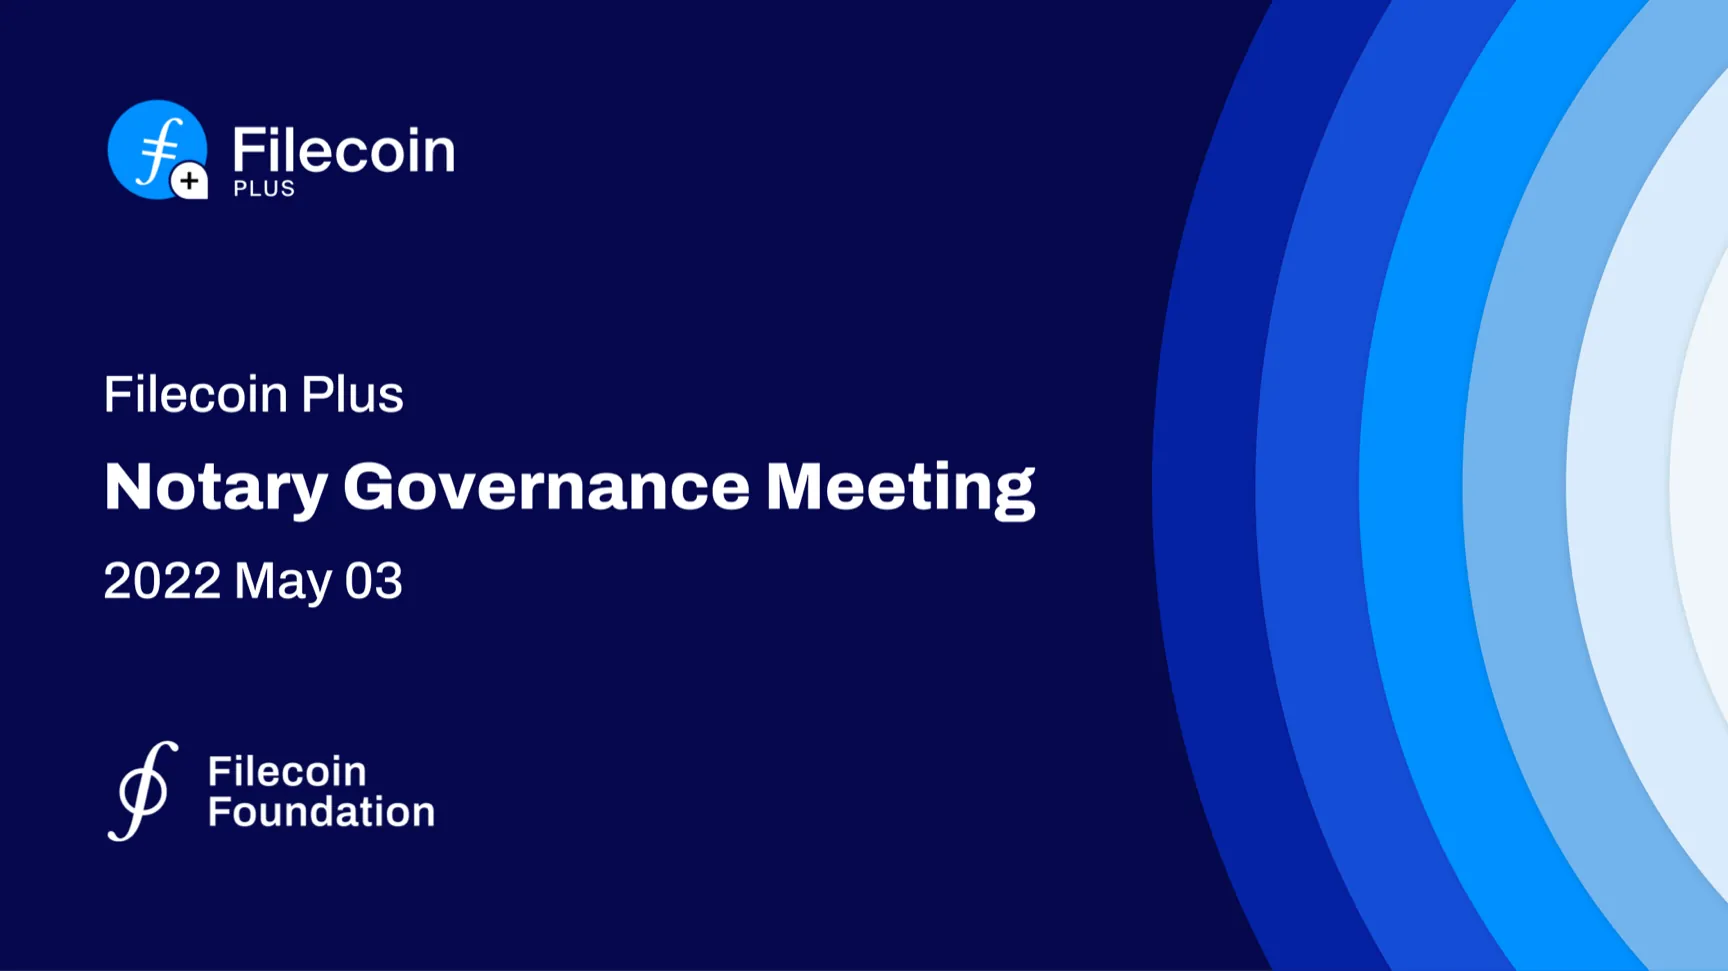 Filecoin
PLUS
Filecoin Plus
Notary Governance Meeting
2022 May 03
Filecoin
Foundation